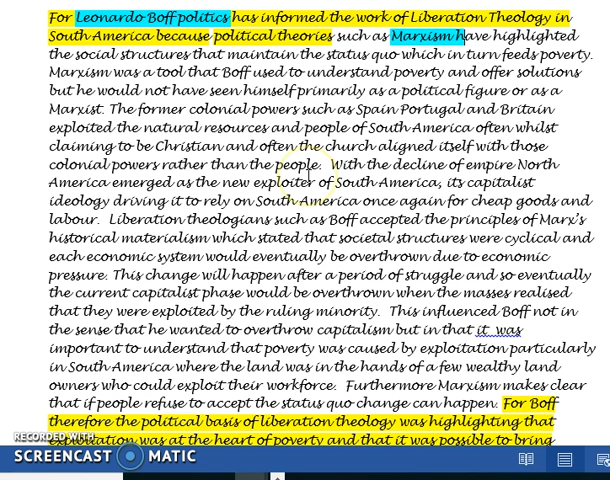 For Leonardo Boff politics has informed the work of Liberation Theology in
South America because political theories such as Marxism have highlighted
the social structures that maintain the status quo which in turn feeds poverty.
Marxism was a tool that Boff used to understand poverty and offer solutions
but he would not have seen himself primarily as a political figure or as a
Marxist. The former colonial powers such as Spain Portugal and Britain
exploited the natural resources and people of South America often whilst
claiming to be Christian and often the church aligned itself with those
colonial powers rather than the people. With the decline of empire North
America emerged as the new exploiter of South America, its capitalist
ideology driving it to rely on South America once again for cheap goods and
labour. Liberation theologians such as Boff accepted the principles of Marx's
historical materialism which stated that societal structures were cyclical and
each economic system would eventually be overthrown due to economic
pressure. This change will happen after a period of struggle and so eventually
the current capitalist phase would be overthrown when the masses realised
that they were exploited by the ruling minority. This influenced Boff not in
the sense that he wanted to overthrow capitalism but in that it was
important to understand that poverty was caused by exploitation particularly
in South America where the land was in the hands of a few wealthy land
owners who could exploit their workforce. Furthermore Marxism makes clear
that if people refuse to accept the status quo change can happen. For Boff
therefore the political basis of liberation theology was highlighting that
exploitation was at the heart of poverty and that it was possible to bring
RECORDED WITH
SCREENCAST MATIC